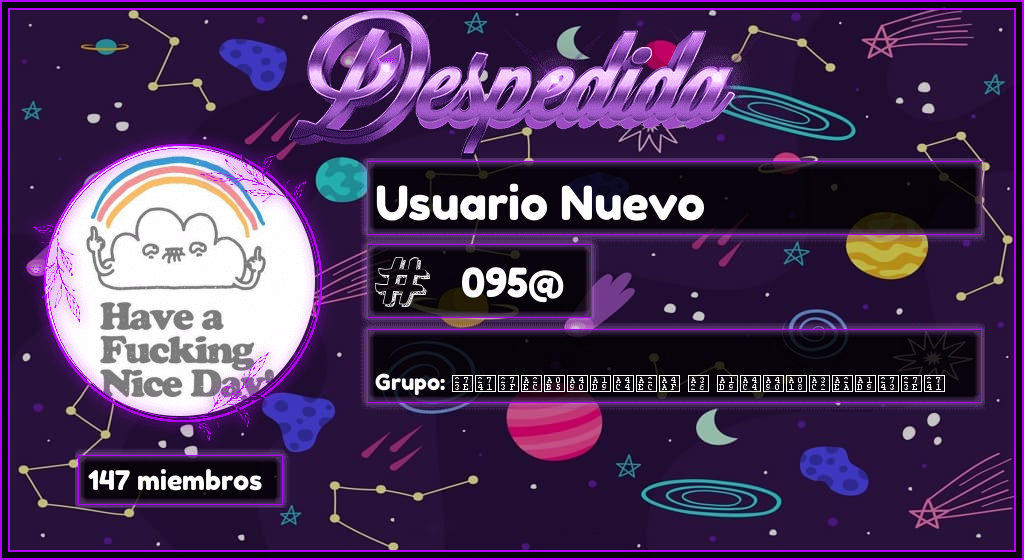 Despedida
Usuario Nuevo
# 095@
Grupo:
Have a
Fucking
Nice Day!
147 miembros